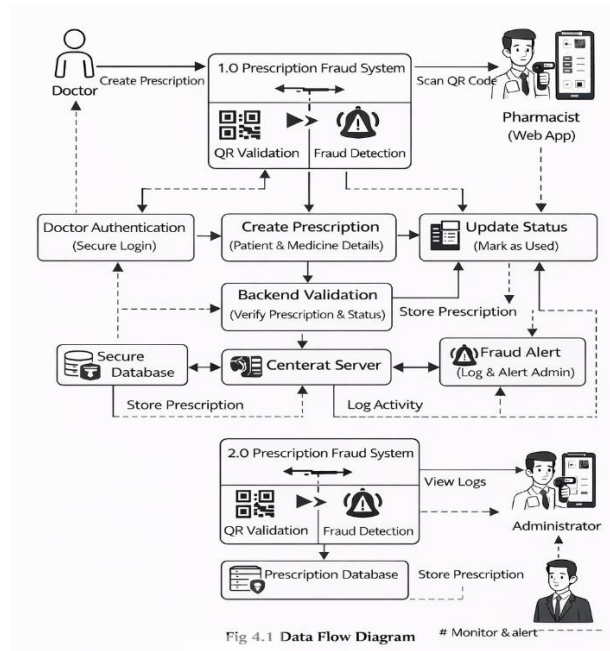 1.0 Prescription Fraud System
Create Prescription
Scan QR Code
Doctor
QR Validation
Fraud Detection
Pharmacist
(Web App)
Doctor Authentication
(Secure Login)
Create Prescription
(Patient & Medicine Details)
Update Status
(Mark as Used)
Backend Validation
(Verify Prescription & Status)
Store Prescription
Secure
Database
Centerat Server
Fraud Alert
(Log & Alert Admin)
Store Prescription
Log Activity
2.0 Prescription Fraud System
View Logs
QR Validation
Fraud Detection
Administrator
Prescription Database
Store Prescription
Fig 4.1 Data Flow Diagram
# Monitor & alert